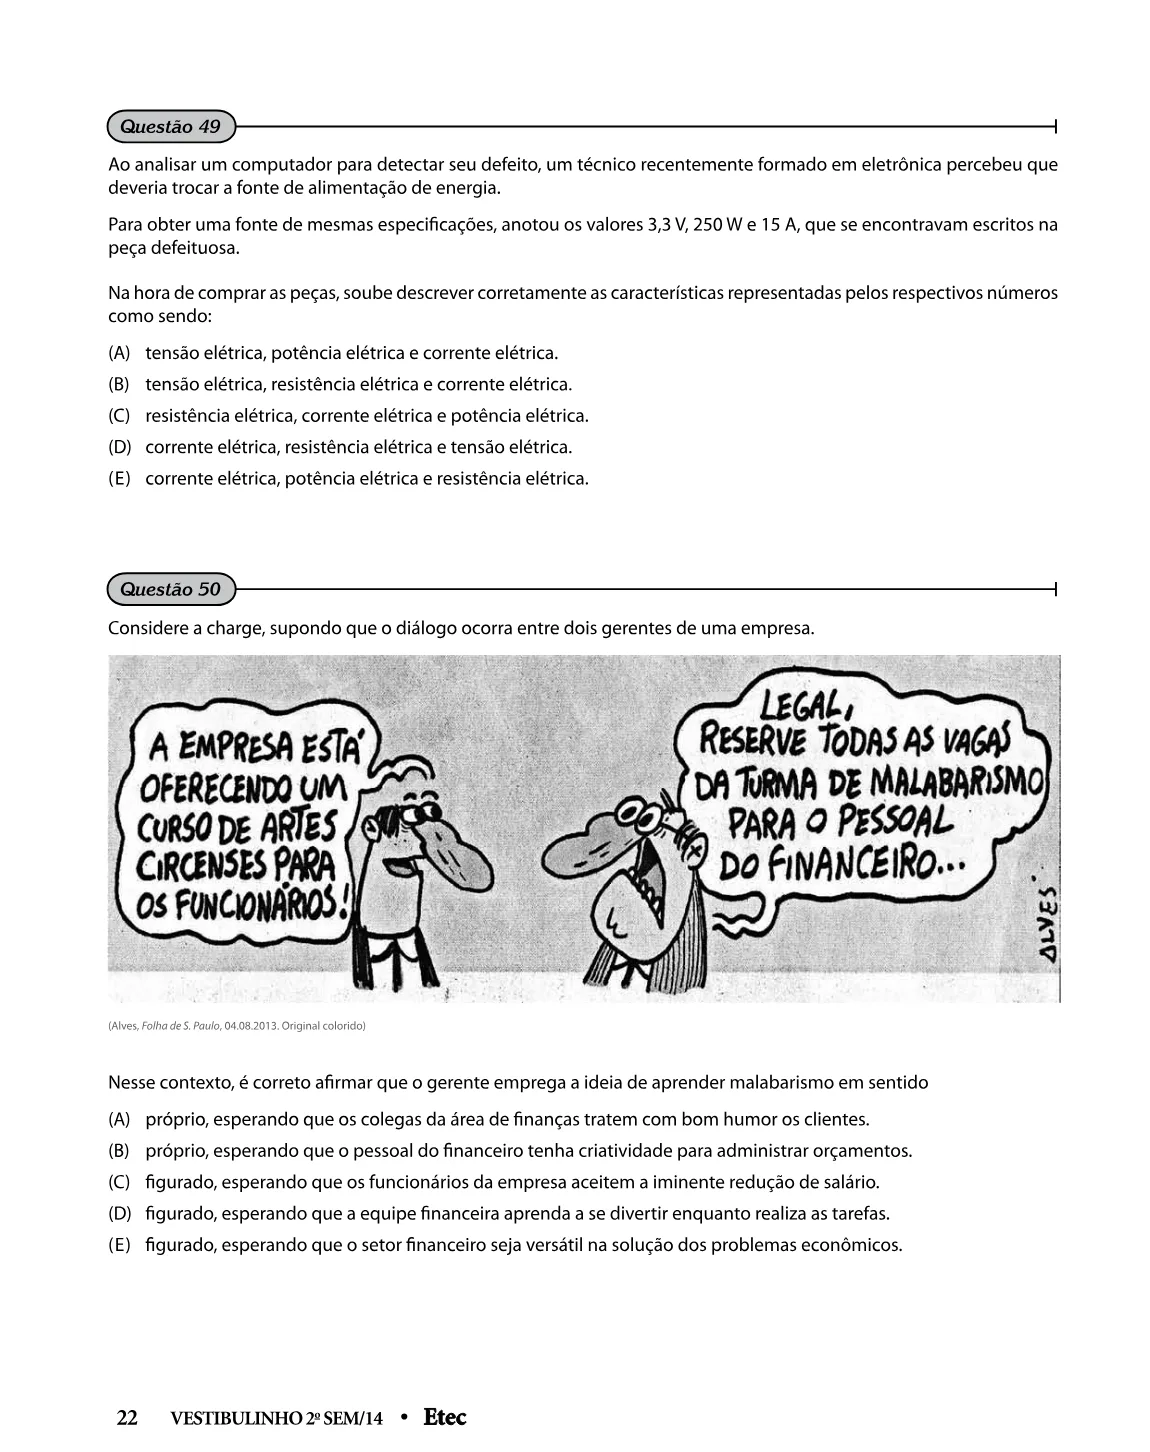 Questão 49
Ao analisar um computador para detectar seu defeito, um técnico recentemente formado em eletrônica percebeu que
deveria trocar a fonte de alimentação de energia.
Para obter uma fonte de mesmas especificações, anotou os valores 3,3 V, 250 W e 15 A, que se encontravam escritos na
peça defeituosa.
Na hora de comprar as peças, soube descrever corretamente as características representadas pelos respectivos números
como sendo:
(A) tensão elétrica, potência elétrica e corrente elétrica.
(B) tensão elétrica, resistência elétrica e corrente elétrica.
(C) resistência elétrica, corrente elétrica e potência elétrica.
(D) corrente elétrica, resistência elétrica e tensão elétrica.
(E) corrente elétrica, potência elétrica e resistência elétrica.
Questão 50
Considere a charge, supondo que o diálogo ocorra entre dois gerentes de uma empresa.
A EMPRESA ESTÁ
OFERECENDO UM
CURSO DE ARTES
CIRCENSES PARA
OS FUNCIONÁRIOS!
LEGAL,
RESERVE TODAS AS VAGAS
DA TURMA DE MALABARISMO
PARA O PESSOAL
DO FINANCEIRO...
ALVES
(Alves, Folha de S. Paulo, 04.08.2013. Original colorido)
Nesse contexto, é correto afirmar que o gerente emprega a ideia de aprender malabarismo em sentido
(A) próprio, esperando que os colegas da área de finanças tratem com bom humor os clientes.
(B) próprio, esperando que o pessoal do financeiro tenha criatividade para administrar orçamentos.
(C) figurado, esperando que os funcionários da empresa aceitem a iminente redução de salário.
(D) figurado, esperando que a equipe financeira aprenda a se divertir enquanto realiza as tarefas.
(E) figurado, esperando que o setor financeiro seja versátil na solução dos problemas econômicos.
22 VESTIBULINHO 2º SEM/14 • Etec